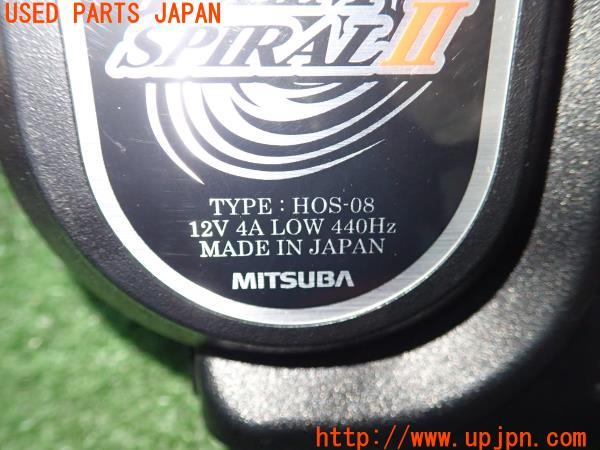 USED PARTS JAPAN
SPIRAL II
TYPE : HOS-08
12V 4A LOW 440Hz
MADE IN JAPAN
MITSUBA
http://www.upjpn.com/